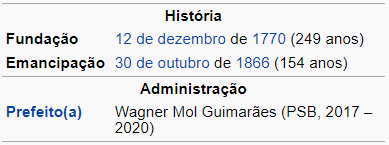 História
Fundação 12 de dezembro de 1770 (249 anos)
Emancipação 30 de outubro de 1866 (154 anos)
Administração
Prefeito(a) Wagner Mol Guimarães (PSB, 2017 –
2020)